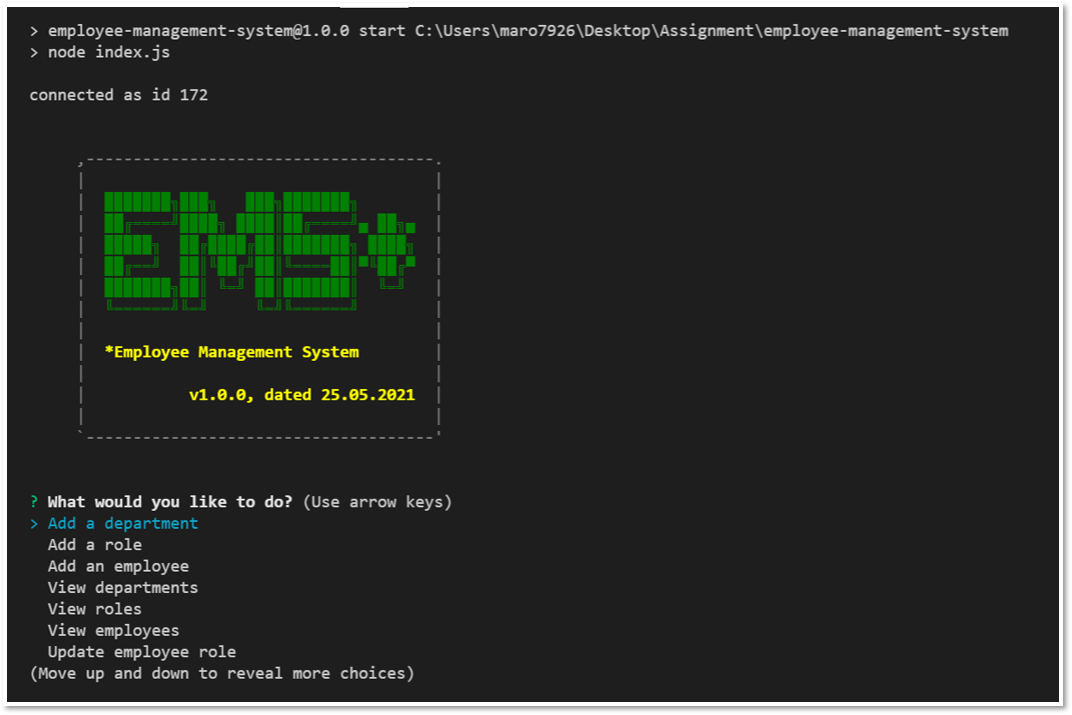 > employee-management-system@1.0.0 start C:\Users\maro7926\Desktop\Assignment\employee-management-system
> node index.js
connected as id 172
EMS*
*Employee Management System
v1.0.0, dated 25.05.2021
? What would you like to do? (Use arrow keys)
> Add a department
Add a role
Add an employee
View departments
View roles
View employees
Update employee role
(Move up and down to reveal more choices)